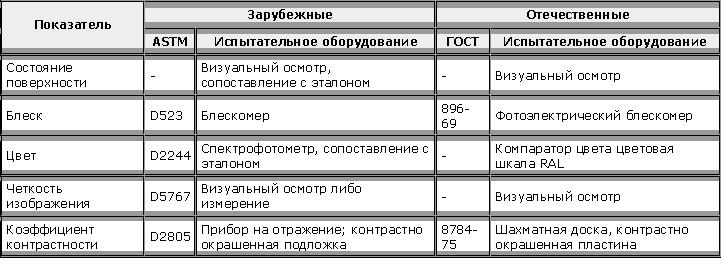 Показатель Зарубежные Отечественные
ASTM Испытательное оборудование ГОСТ Испытательное оборудование
Состояние поверхности - Визуальный осмотр, сопоставление с эталоном - Визуальный осмотр
Блеск D523 Блескомер 896-69 Фотоэлектрический блескомер
Цвет D2244 Спектрофотометр, сопоставление с эталоном - Компаратор цвета цветовая шкала RAL
Четкость изображения D5767 Визуальный осмотр либо измерение - Визуальный осмотр
Коэффициент контрастности D2805 Прибор на отражение; контрастно окрашенная подложка 8784-75 Шахматная доска, контрастно окрашенная пластина